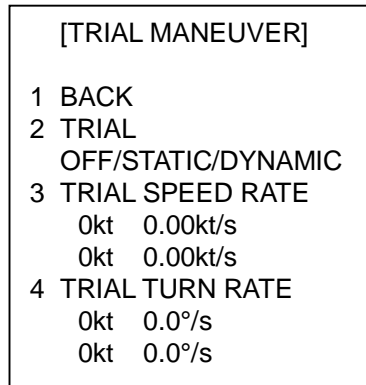 [TRIAL MANEUVER]
1 BACK
2 TRIAL
OFF/STATIC/DYNAMIC
3 TRIAL SPEED RATE
0kt 0.00kt/s
0kt 0.00kt/s
4 TRIAL TURN RATE
0kt 0.0°/s
0kt 0.0°/s